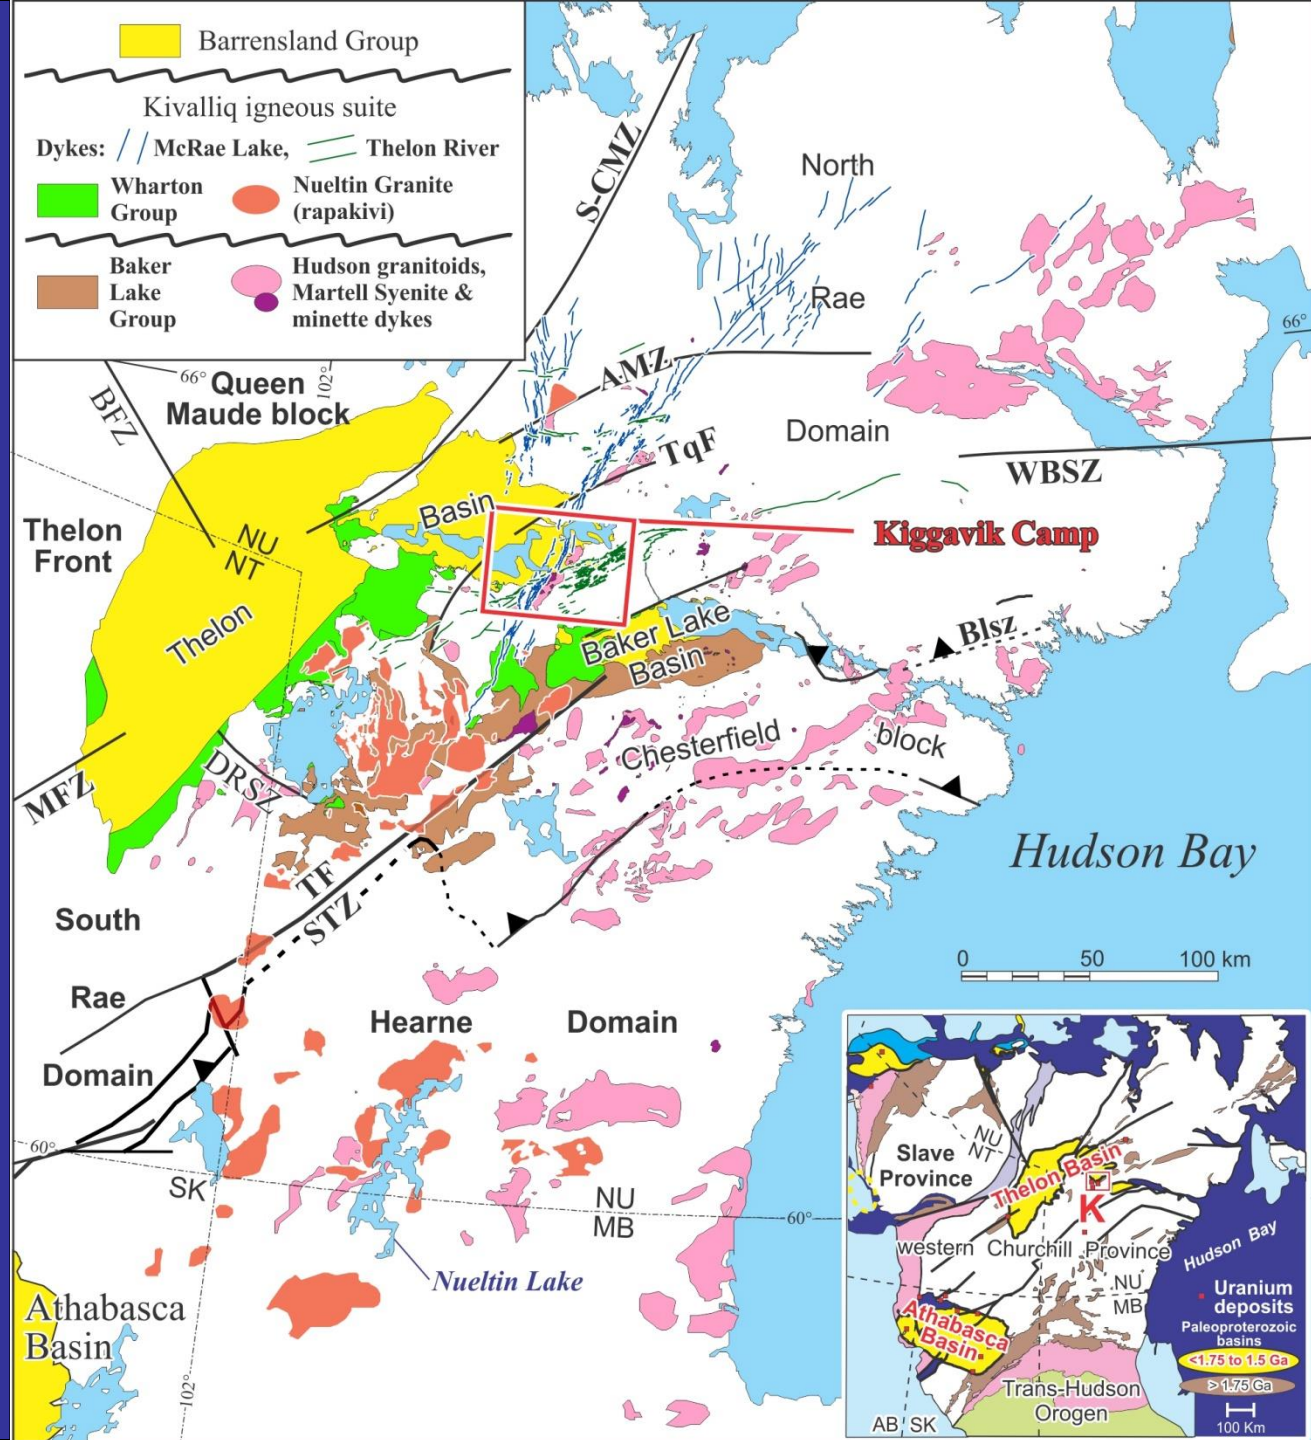 Barrensland Group
Kivalliq igneous suite
Dykes: McRae Lake, Thelon River
Wharton
Group
Nueltin Granite
(rapakivi)
Baker
Lake
Group
Hudson granitoids,
Martell Syenite &
minette dykes
S-CMZ
North
Rae
Domain
66°
66°
102°
Queen
Maude block
BFZ
AMZ
TqF
WBSZ
Basin
Kiggavik Camp
Thelon
Front
NU
NT
Thelon
Baker Lake
Basin
Blsz
Chesterfield
block
DRSZ
MFZ
Hudson Bay
TF
STZ
South
Rae
Domain
0 50 100 km
Hearne Domain
60°
SK
NU
MB
60°
Nueltin Lake
Athabasca
Basin
102°
Slave
Province
NU
NT
Thelon Basin
K
western Churchill Province
Hudson Bay
NU
MB
Uranium
deposits
Paleoproterozoic
basins
<1.75 to 1.5 Ga
> 1.75 Ga
100 Km
Athabasca
Basin
Trans-Hudson
Orogen
AB SK